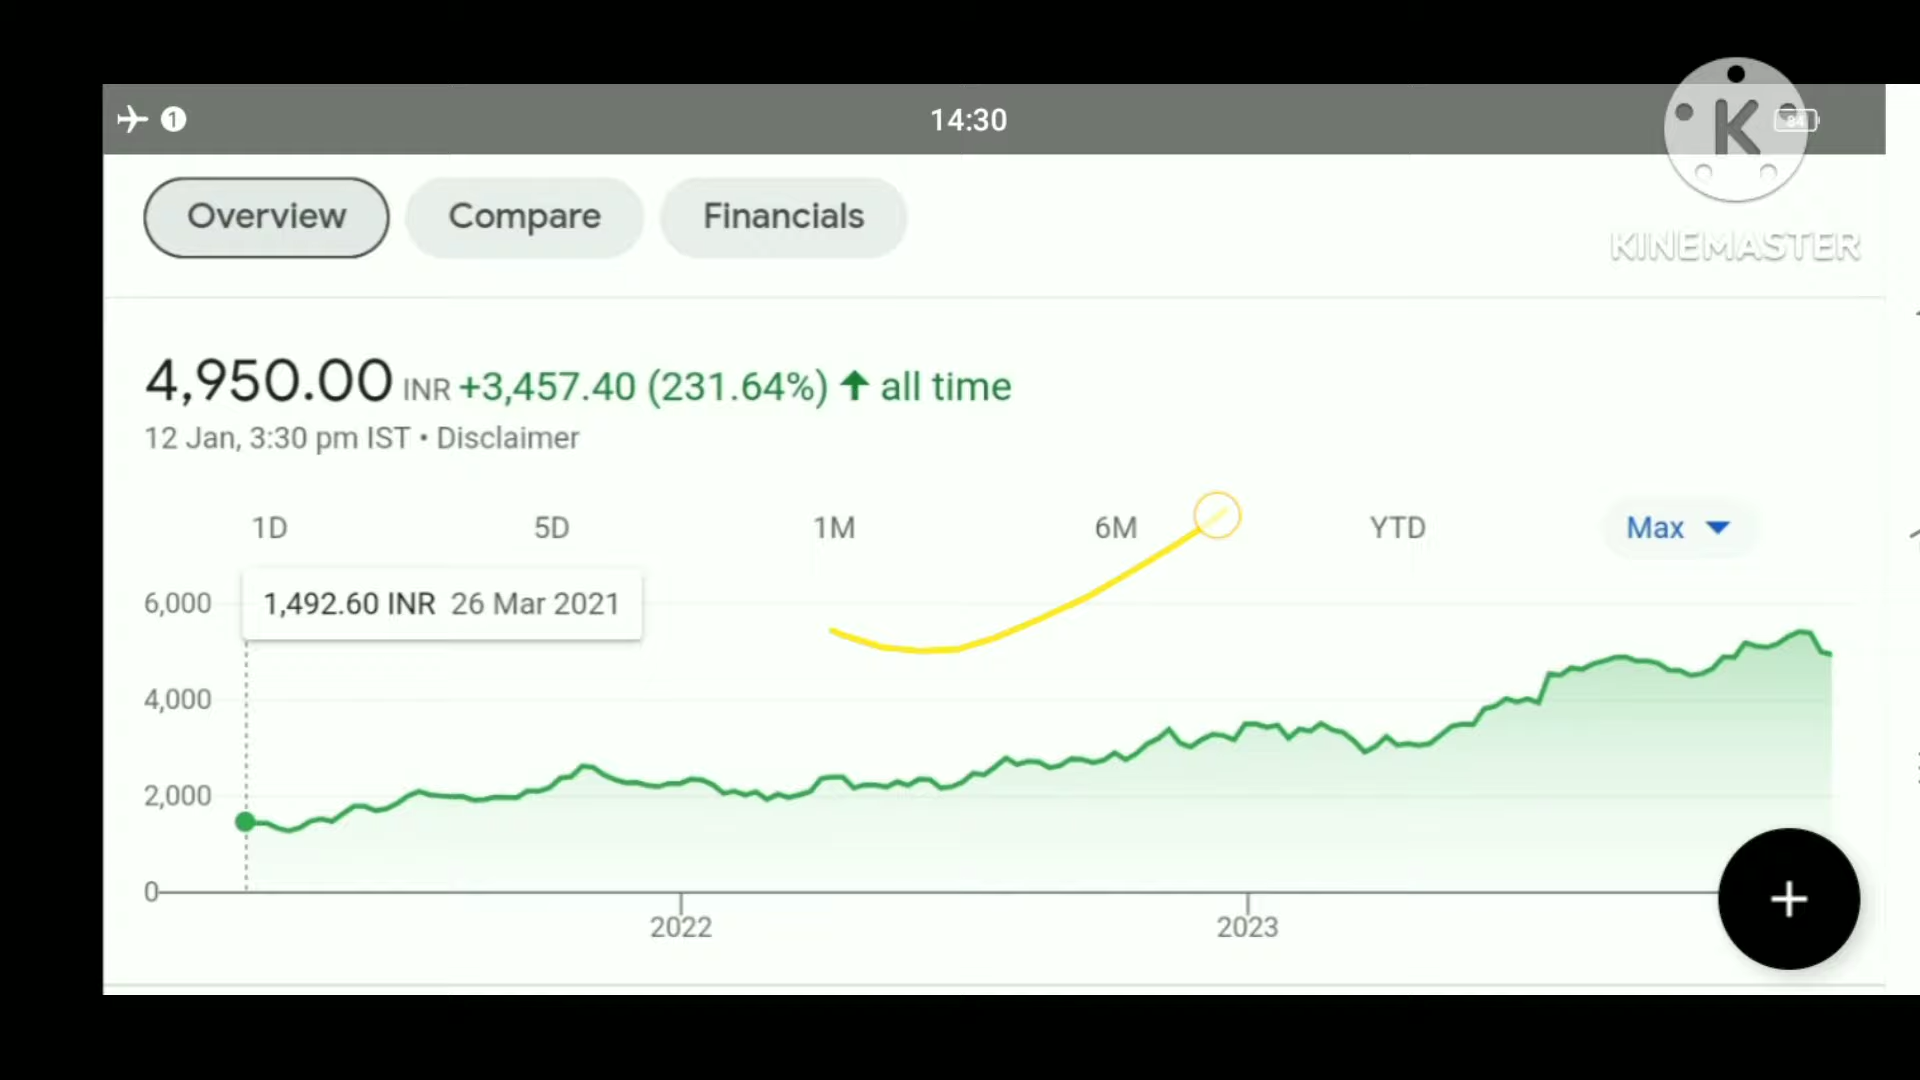 1 14:30 84
K
KINEMASTER
Overview Compare Financials
4,950.00 INR +3,457.40 (231.64%) ↑ all time
12 Jan, 3:30 pm IST • Disclaimer
1D 5D 1M 6M YTD Max
1,492.60 INR 26 Mar 2021
6,000
4,000
2,000
0
2022 2023
+